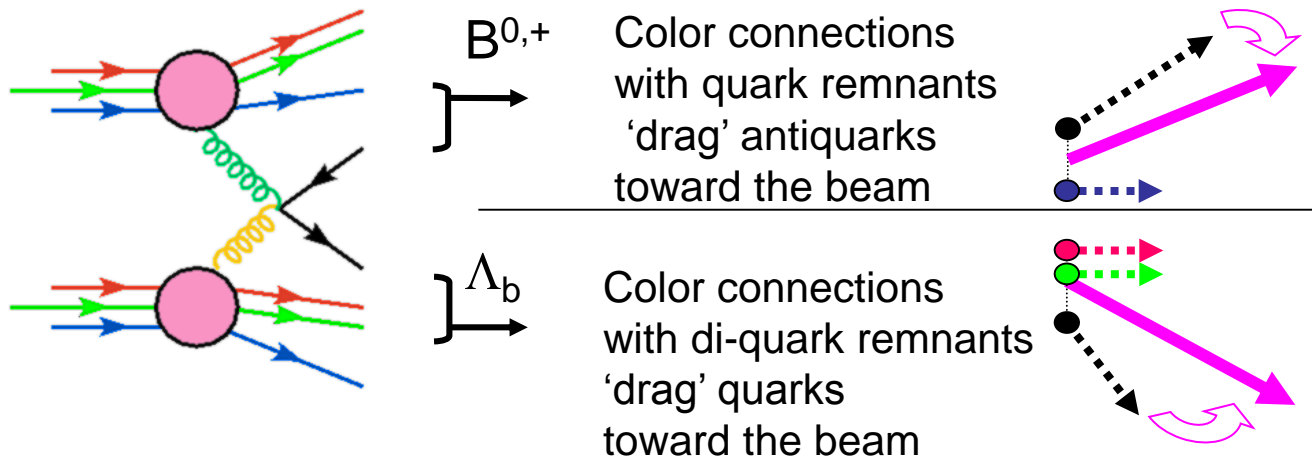 B⁰,⁺
Color connections
with quark remnants
‘drag’ antiquarks
toward the beam
Λb
Color connections
with di-quark remnants
‘drag’ quarks
toward the beam